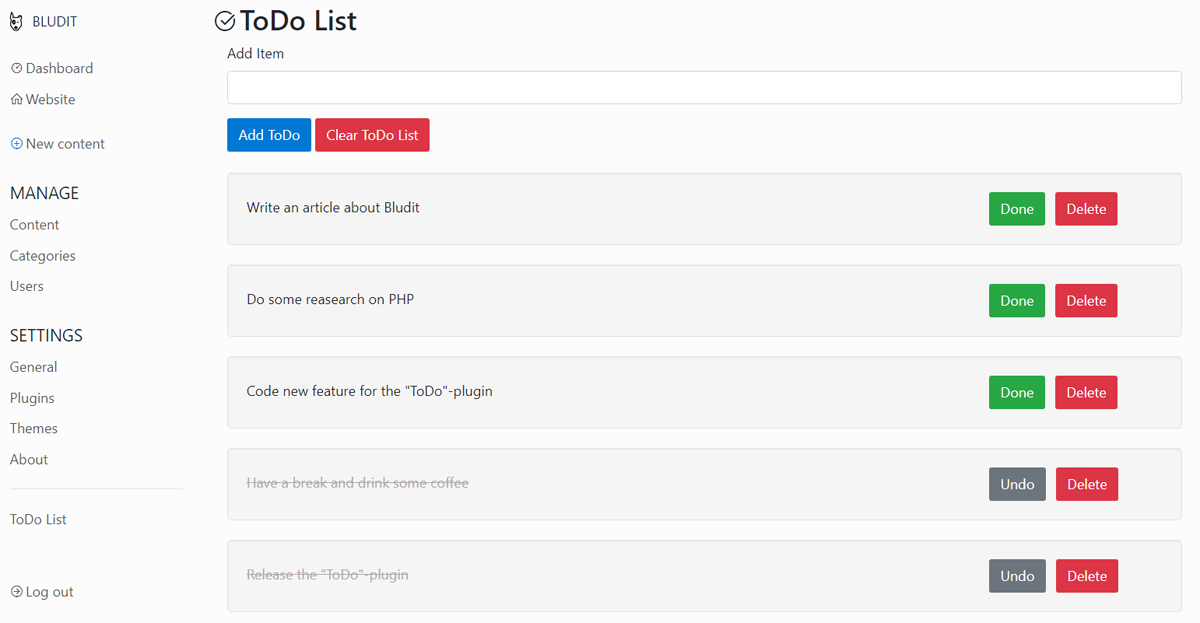 BLUDIT
Dashboard
Website
New content
MANAGE
Content
Categories
Users
SETTINGS
General
Plugins
Themes
About
ToDo List
Log out
ToDo List
Add Item
Add ToDo Clear ToDo List
Write an article about Bludit Done Delete
Do some reasearch on PHP Done Delete
Code new feature for the "ToDo"-plugin Done Delete
Have a break and drink some coffee Undo Delete
Release the "ToDo"-plugin Undo Delete